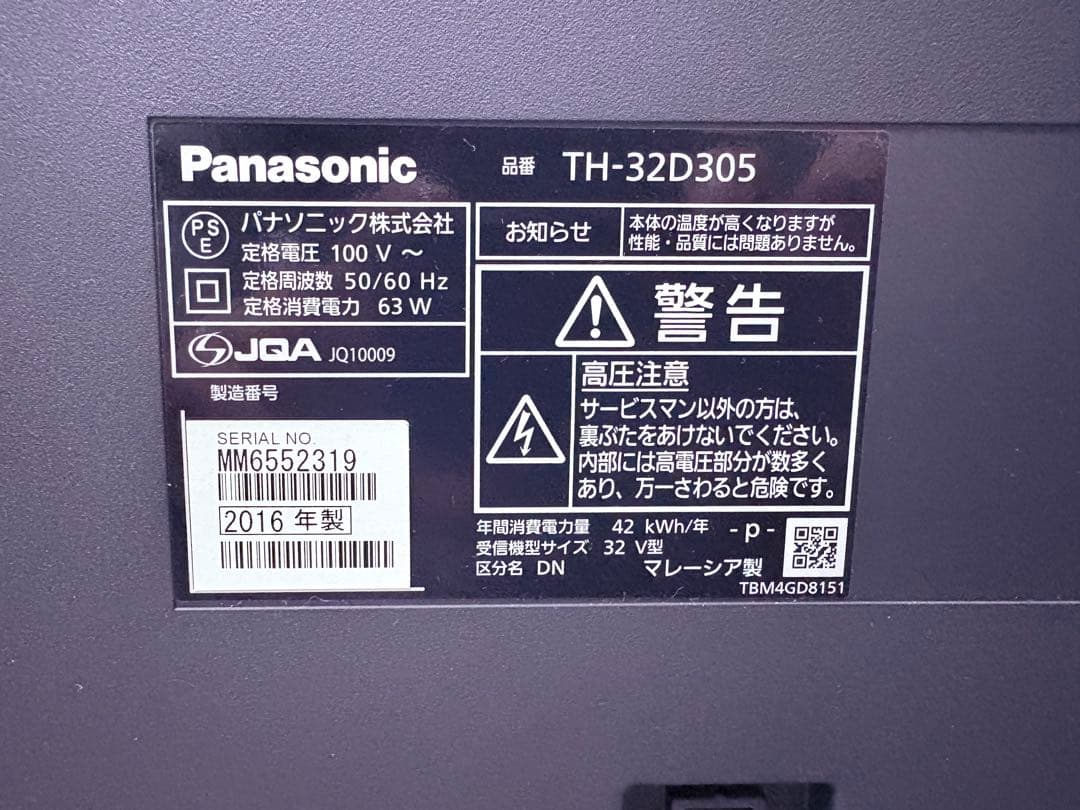 Panasonic
品番 TH-32D305
PS
E
パナソニック株式会社
定格電圧 100 V ～
定格周波数 50/60 Hz
定格消費電力 63 W
JQA JQ10009
製造番号
SERIAL NO.
MM6552319
2016 年製
お知らせ
本体の温度が高くなりますが
性能・品質には問題ありません。
警告
高圧注意
サービスマン以外の方は、
裏ぶたをあけないでください。
内部には高電圧部分が数多く
あり、万一さわると危険です。
年間消費電力量 42 kWh/年 -p-
受信機型サイズ 32 V型
区分名 DN マレーシア製
TBM4GD8151